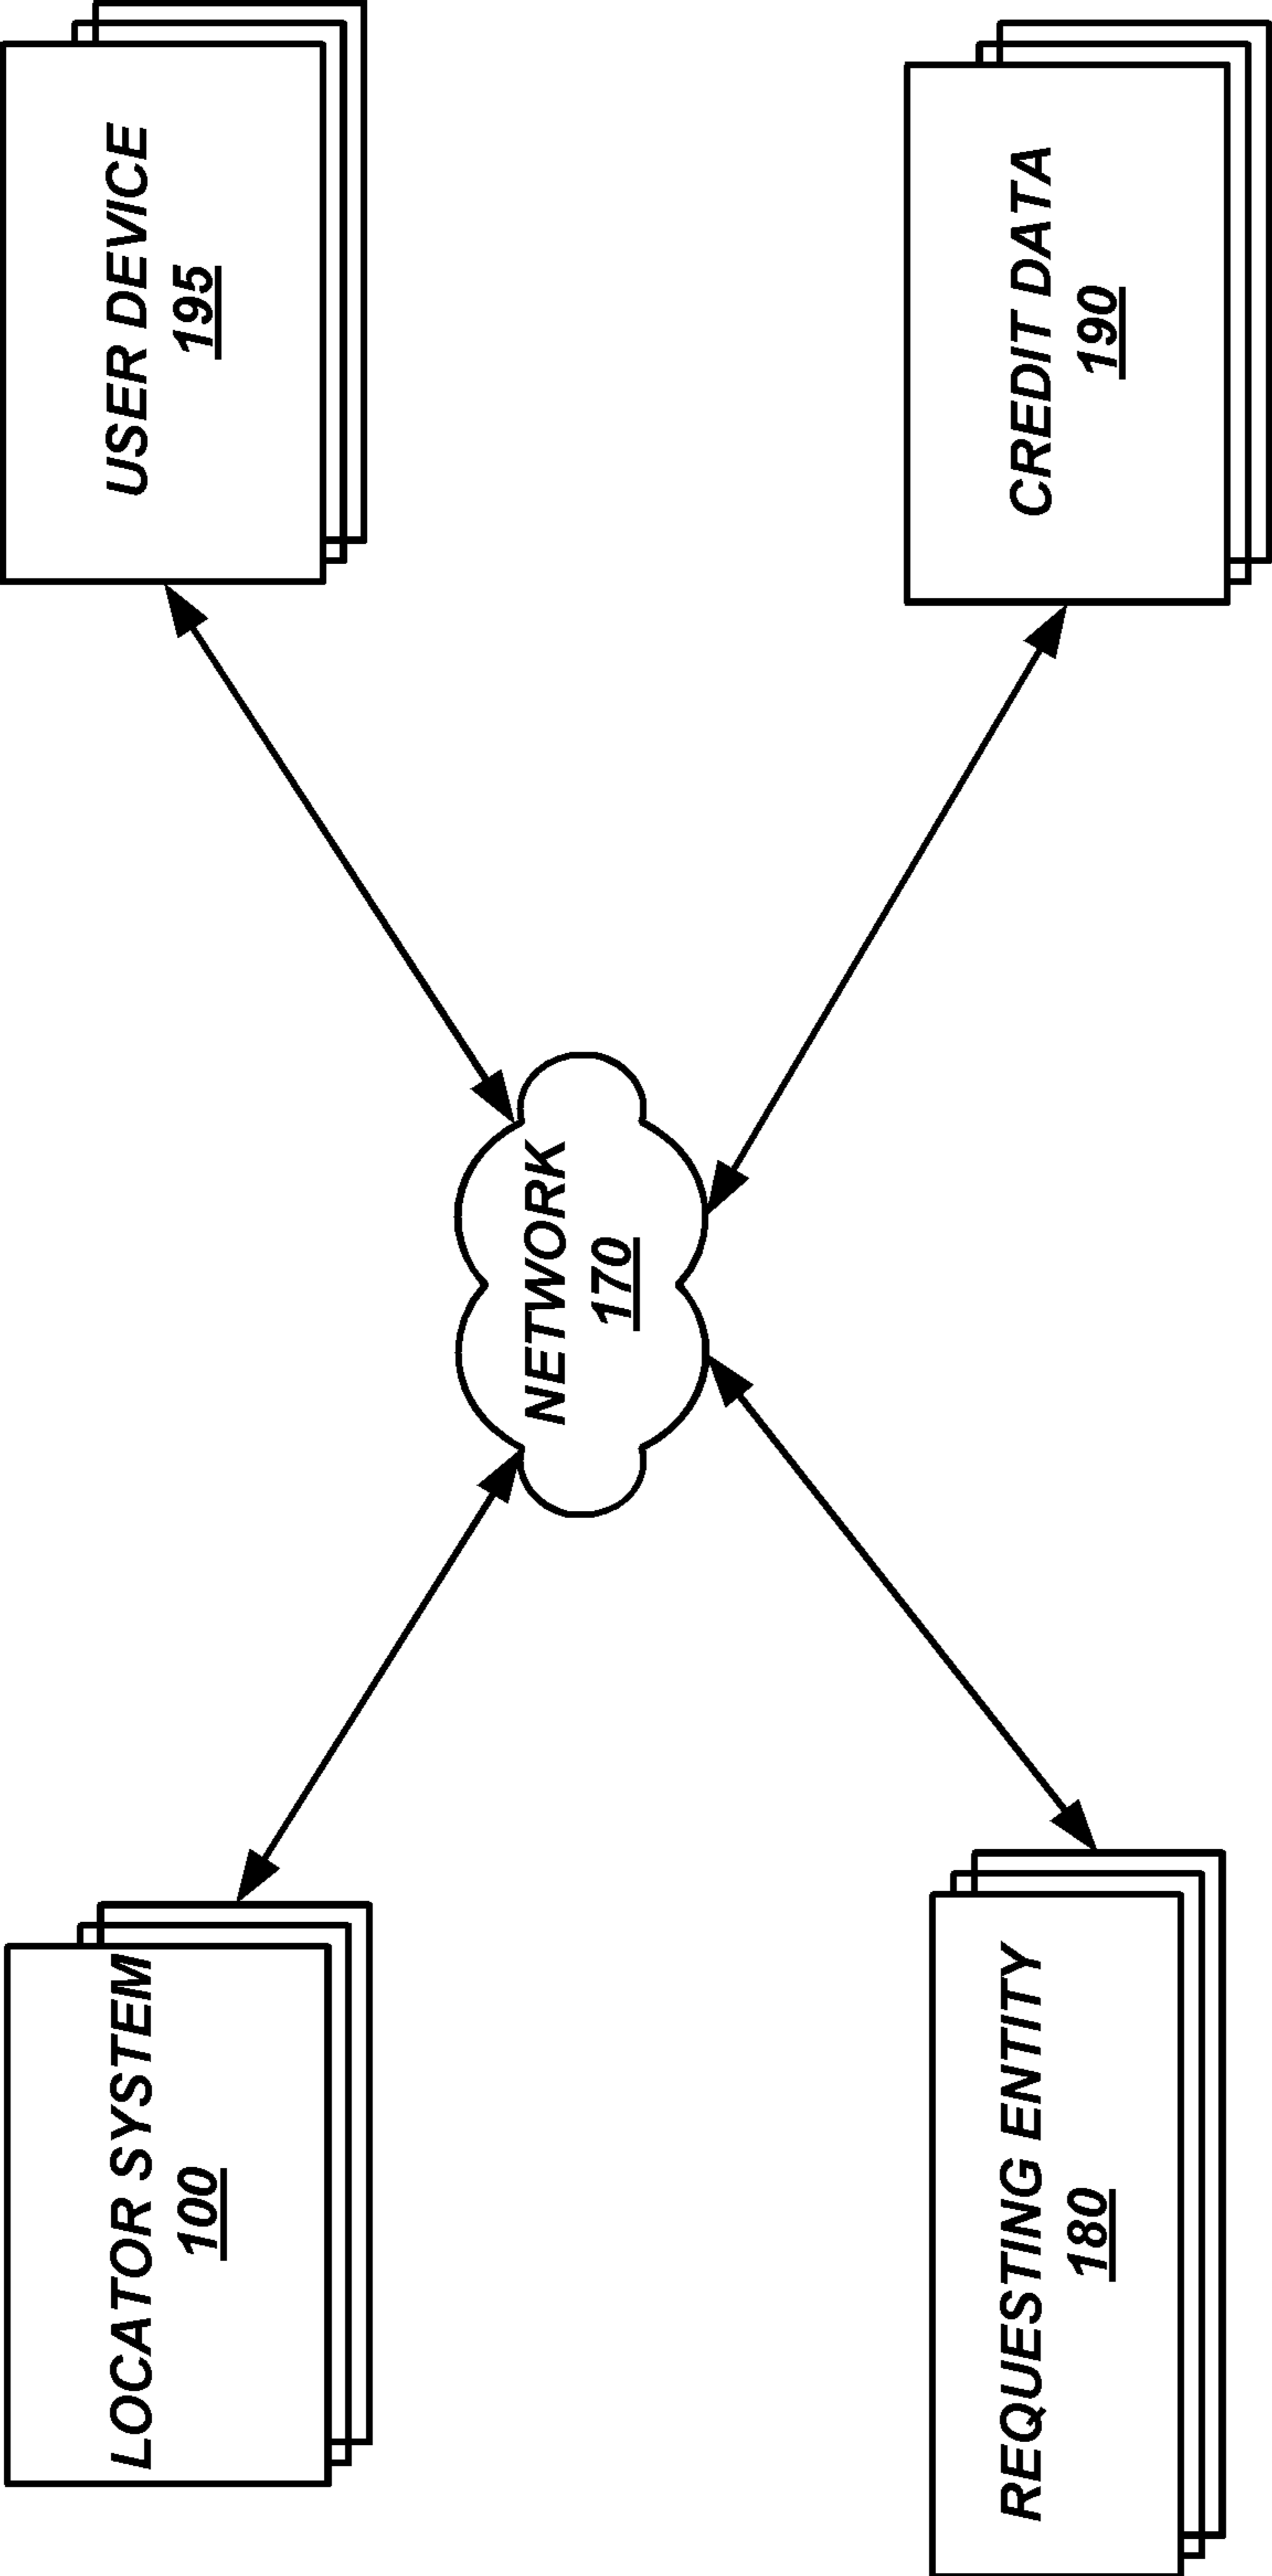 LOCATOR SYSTEM
100
USER DEVICE
195
NETWORK
170
REQUESTING ENTITY
180
CREDIT DATA
190